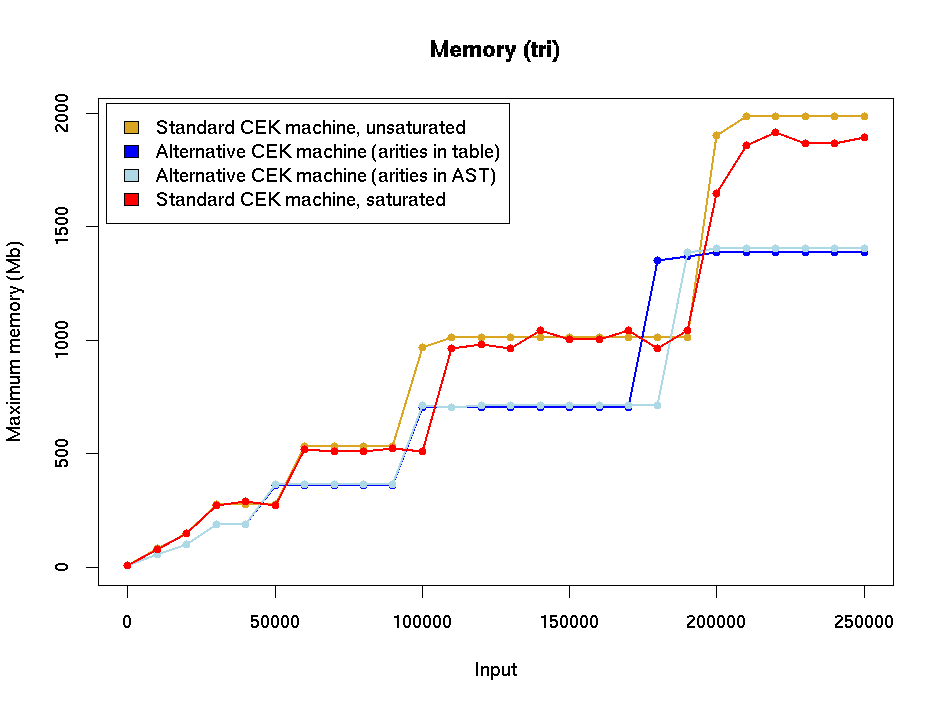 Memory (tri)
Standard CEK machine, unsaturated
Alternative CEK machine (arities in table)
Alternative CEK machine (arities in AST)
Standard CEK machine, saturated
Maximum memory (Mb)
2000
1500
1000
500
0
0 50000 100000 150000 200000 250000
Input